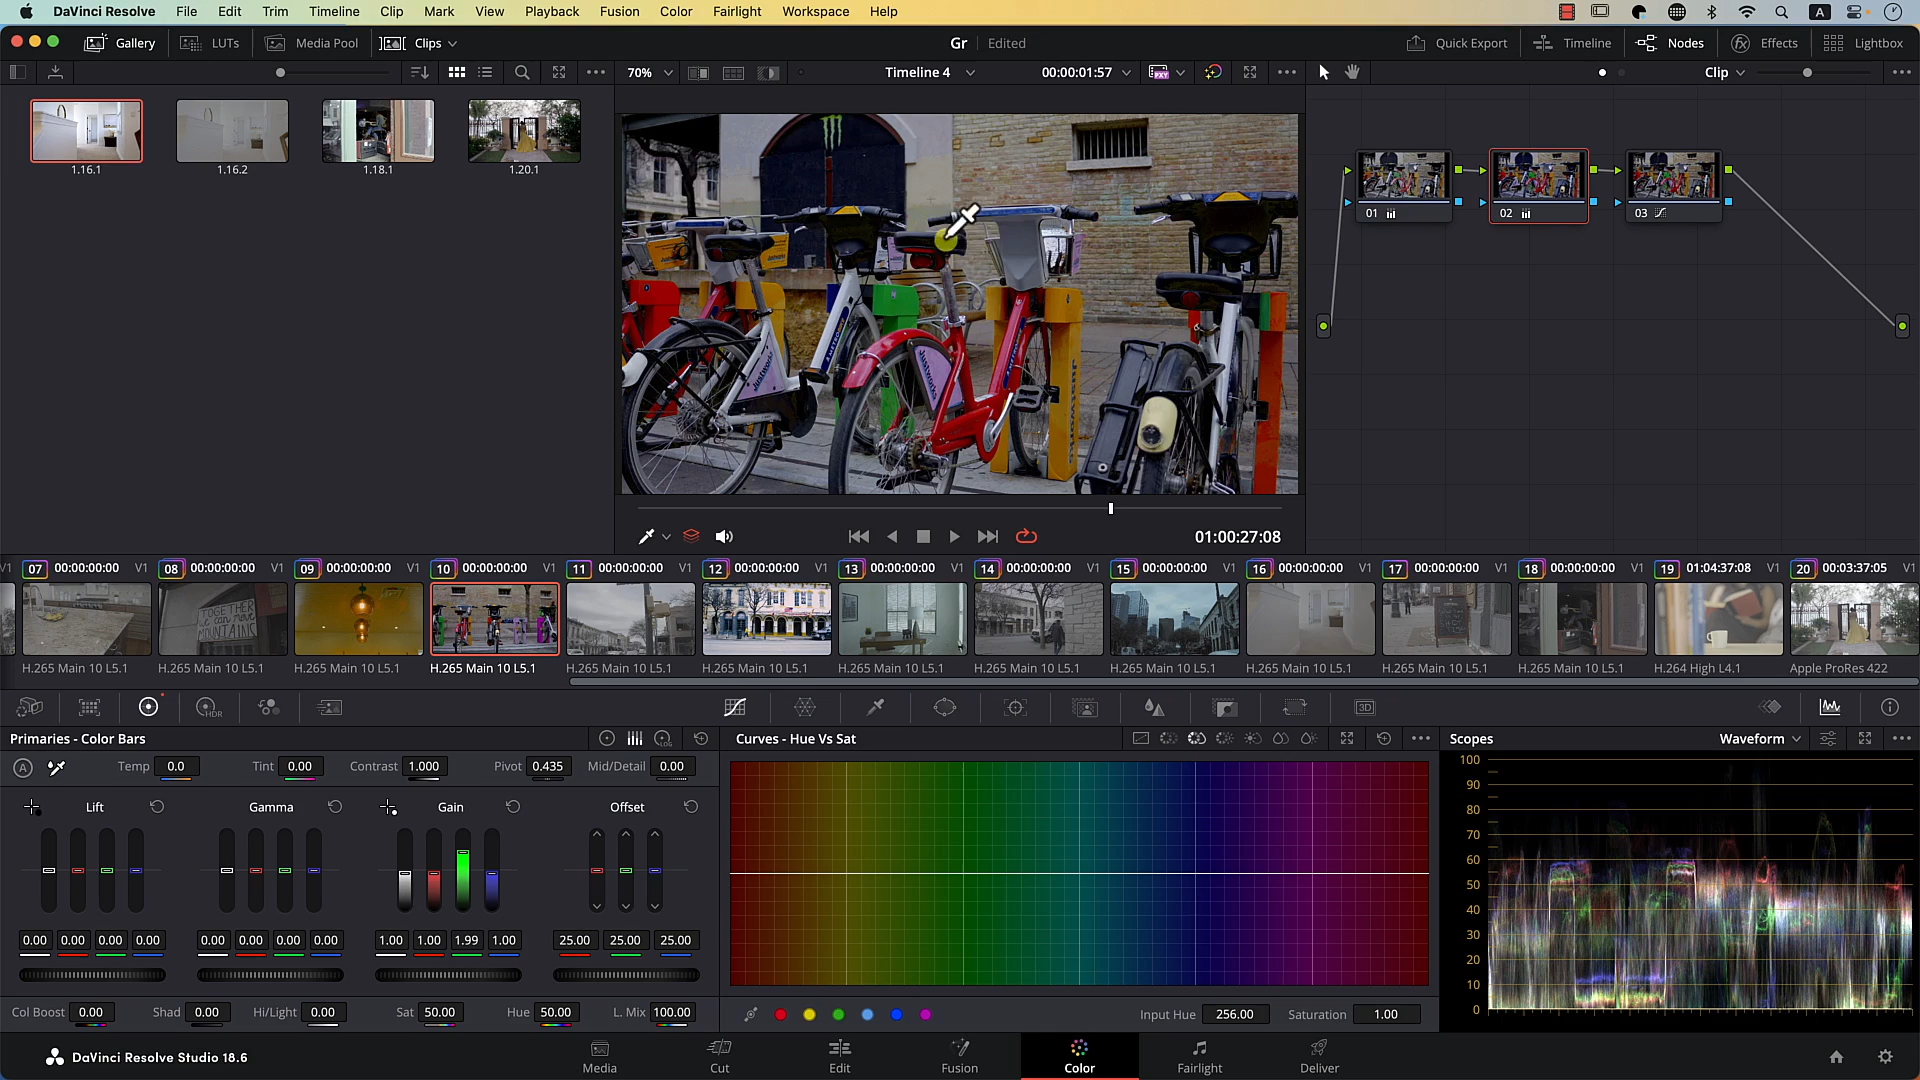 DaVinci Resolve File Edit Trim Timeline Clip Mark View Playback Fusion Color Fairlight Workspace Help
A
Gallery LUTs Media Pool Clips
Gr Edited
Quick Export Timeline Nodes Effects Lightbox
70%
Timeline 4
00:00:01:57
PXY
Clip
1.16.1
1.16.2
1.18.1
1.20.1
Justworks
Justworks
01
02
03
01:00:27:08
V1 07 00:00:00:00 V1
08 00:00:00:00 V1
09 00:00:00:00 V1
10 00:00:00:00 V1
11 00:00:00:00 V1
12 00:00:00:00 V1
13 00:00:00:00 V1
14 00:00:00:00 V1
15 00:00:00:00 V1
16 00:00:00:00 V1
17 00:00:00:00 V1
18 00:00:00:00 V1
19 01:04:37:08 V1
20 00:03:37:05 V1
TOGETHER
we can move
MOUNTAINS
H.265 Main 10 L5.1
H.265 Main 10 L5.1
H.265 Main 10 L5.1
H.265 Main 10 L5.1
H.265 Main 10 L5.1
H.265 Main 10 L5.1
H.265 Main 10 L5.1
H.265 Main 10 L5.1
H.265 Main 10 L5.1
H.265 Main 10 L5.1
H.265 Main 10 L5.1
H.265 Main 10 L5.1
H.264 High L4.1
Apple ProRes 422
HDR
3D
Primaries - Color Bars
LOG
A
Temp 0.0
Tint 0.00
Contrast 1.000
Pivot 0.435
Mid/Detail 0.00
Lift
Gamma
Gain
Offset
0.00 0.00 0.00 0.00
0.00 0.00 0.00 0.00
1.00 1.00 1.99 1.00
25.00 25.00 25.00
Col Boost 0.00
Shad 0.00
Hi/Light 0.00
Sat 50.00
Hue 50.00
L. Mix 100.00
Curves - Hue Vs Sat
Input Hue 256.00
Saturation 1.00
Scopes
Waveform
100
90
80
70
60
50
40
30
20
10
0
DaVinci Resolve Studio 18.6
Media
Cut
Edit
Fusion
Color
Fairlight
Deliver